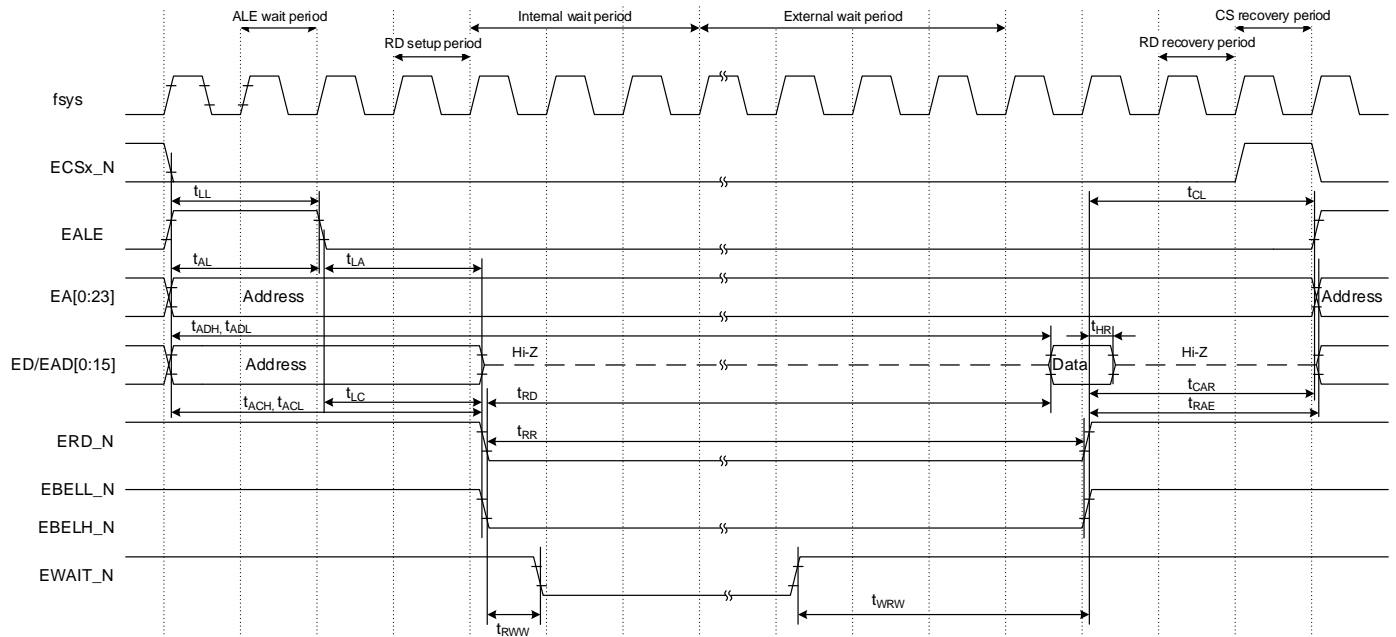 ALE wait period
Internal wait period
External wait period
CS recovery period
RD setup period
RD recovery period
fsys
ECSx_N
tLL
tCL
EALE
tAL
tLA
EA[0:23]
Address
Address
tADH, tADL
tHR
ED/EAD[0:15]
Address
Hi-Z
Data
Hi-Z
tLC
tRD
tCAR
tACH, tACL
tRAE
ERD_N
tRR
EBELL_N
EBELH_N
EWAIT_N
tRWW
tWRW